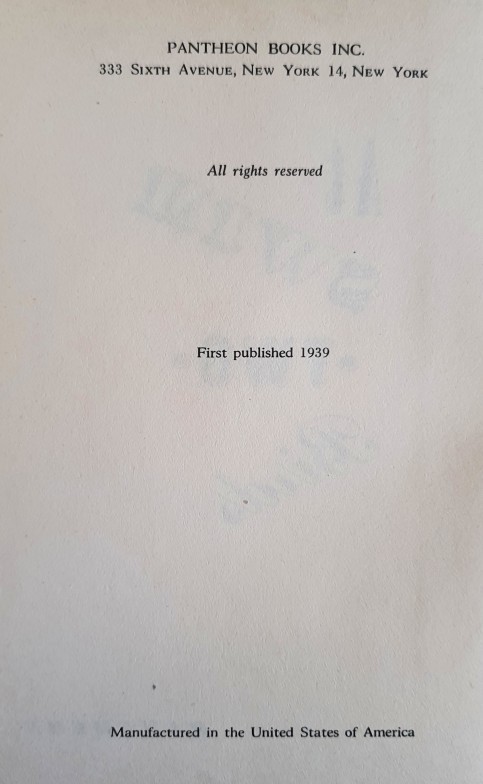 PANTHEON BOOKS INC.
333 SIXTH AVENUE, NEW YORK 14, NEW YORK
All rights reserved
First published 1939
Manufactured in the United States of America